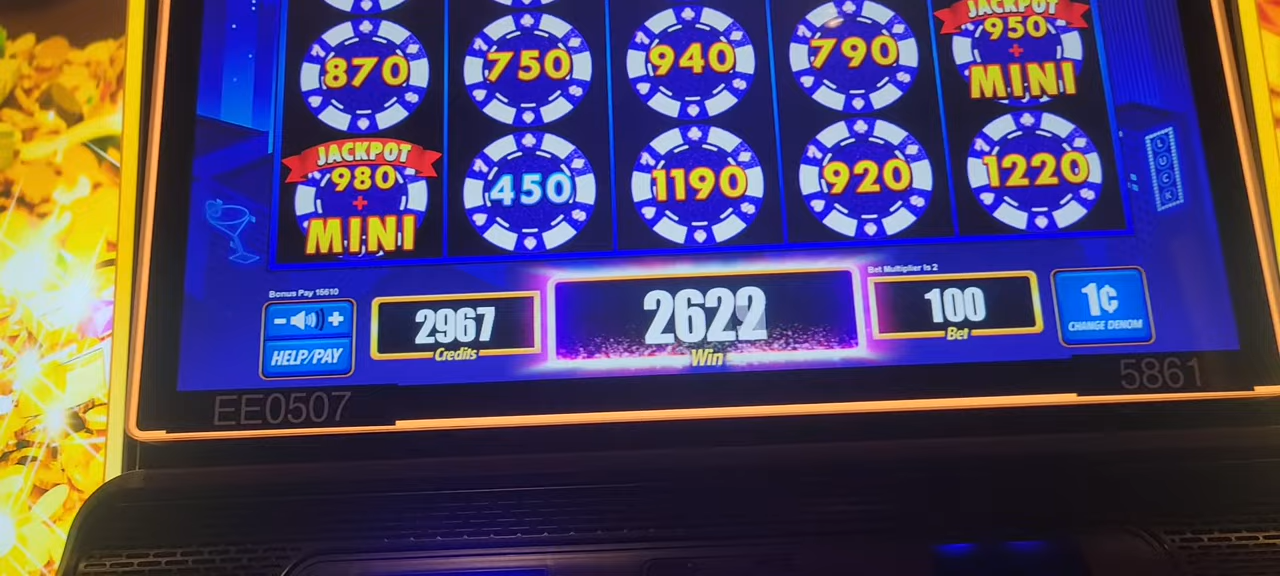 JACKPOT
870
750
940
790
950
+
MINI
JACKPOT
980
+
MINI
450
1190
920
1220
LUCK
Bonus Pay 15610
- +
HELP/PAY
2967
Credits
2622
Win
Bet Multiplier Is 2
100
Bet
1¢
CHANGE DENOM
EE0507
5861